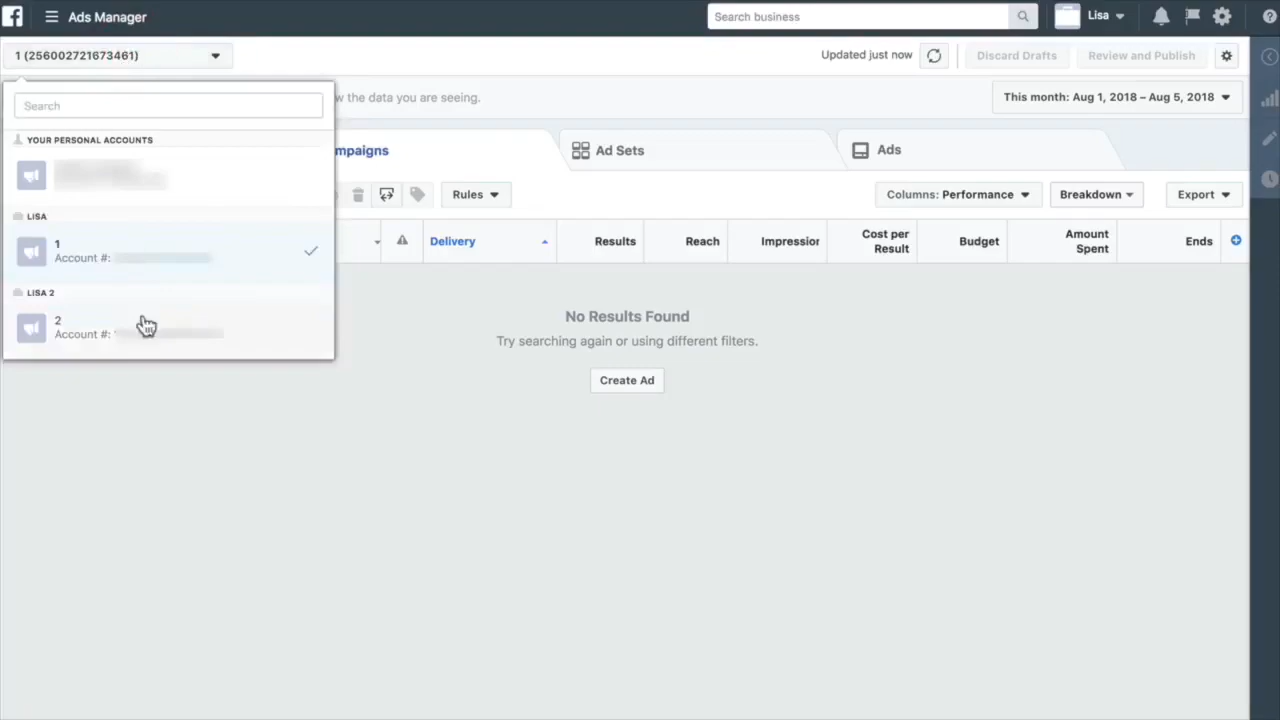 Ads Manager
Search business
Lisa
1 (256002721673461)
Updated just now
Discard Drafts
Review and Publish
Search
w the data you are seeing.
This month: Aug 1, 2018 – Aug 5, 2018
YOUR PERSONAL ACCOUNTS
mpaigns
Ad Sets
Ads
Rules
Columns: Performance
Breakdown
Export
LISA
1
Account #:
Delivery
Results
Reach
Impression
Cost per
Result
Budget
Amount
Spent
Ends
LISA 2
2
Account #:
No Results Found
Try searching again or using different filters.
Create Ad